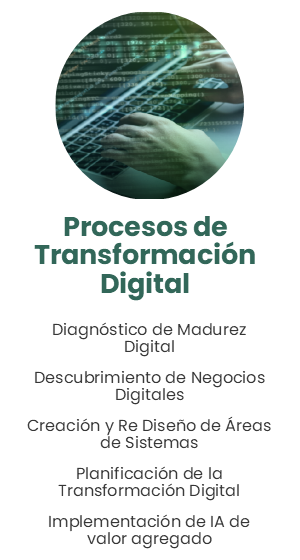 Procesos de
Transformación
Digital
Diagnóstico de Madurez
Digital
Descubrimiento de Negocios
Digitales
Creación y Re Diseño de Áreas
de Sistemas
Planificación de la
Transformación Digital
Implementación de IA de
valor agregado